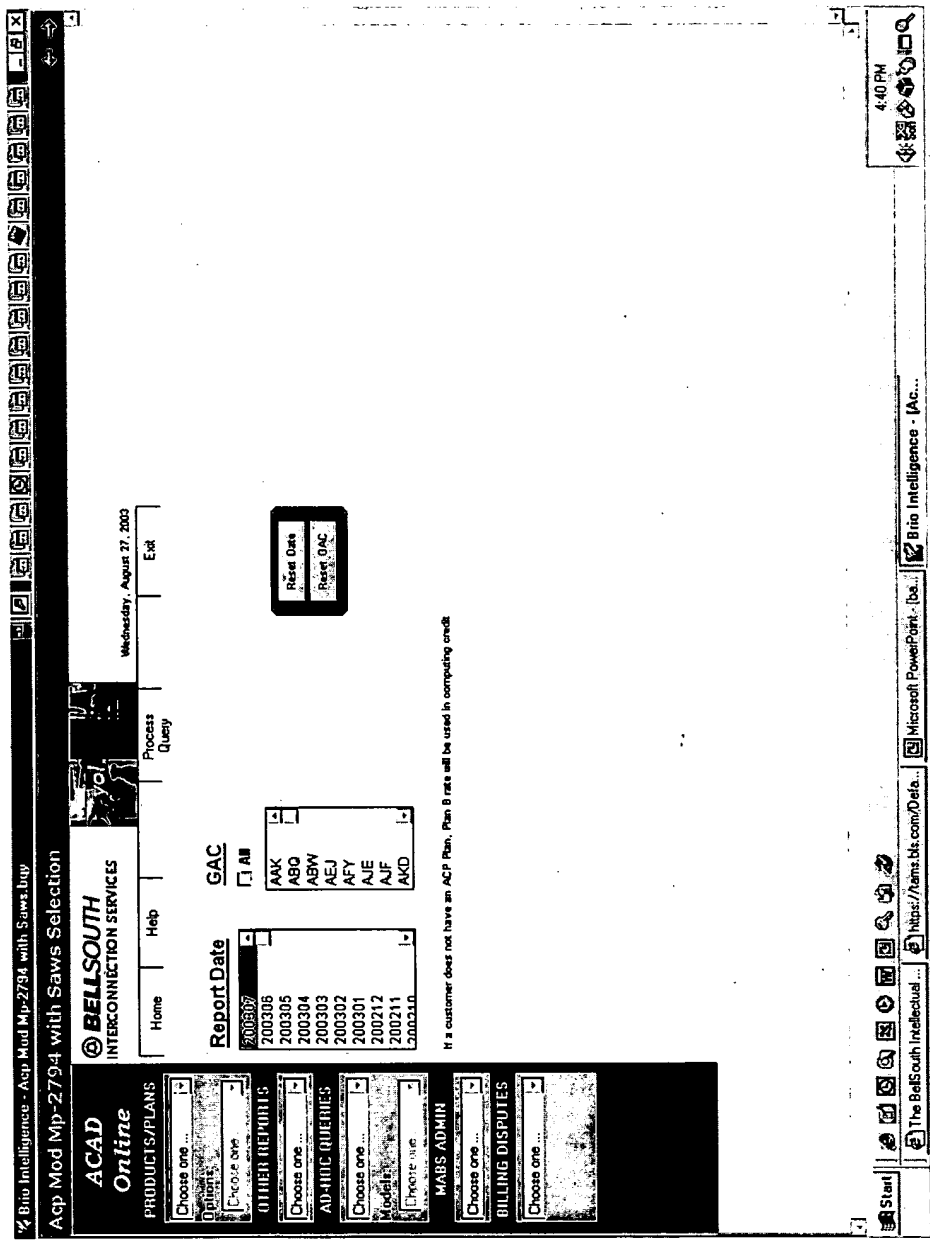 Brio Intelligence - Acp Mod Mp-2794 with Saws.bqy
Acp Mod Mp-2794 with Saws Selection
ACAD
Online
PRODUCTS/PLANS
Choose one ...
Options:
Choose one ...
OTHER REPORTS
Choose one ...
AD-HOC QUERIES
Choose one ...
Models:
Choose one ...
MABS ADMIN
Choose one ...
BILLING DISPUTES
Choose one ...
BELLSOUTH
INTERCONNECTION SERVICES
Wednesday, August 27, 2003
Home
Help
Process Query
Exit
Report Date
200307
200306
200305
200304
200303
200302
200301
200212
200211
200210
GAC
All
AAK
ABQ
ABW
AEJ
AFY
AJE
AJF
AKD
Reset Date
Reset GAC
If a customer does not have an ACP Plan, Plan B rate will be used in computing credit
Start
The BellSouth Intellectual ...
https://tams.bls.com/Defa...
Microsoft PowerPoint - [ba...
Brio Intelligence - [Ac...
4:40 PM